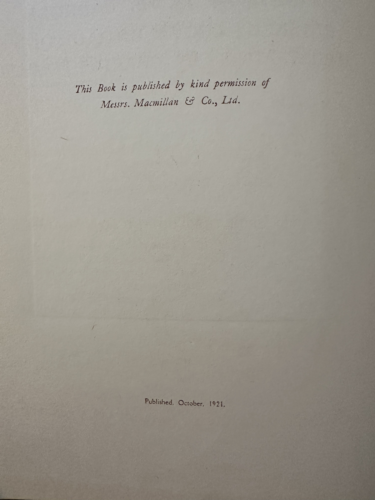 This Book is published by kind permission of
Messrs. Macmillan & Co., Ltd.
Published, October, 1921.